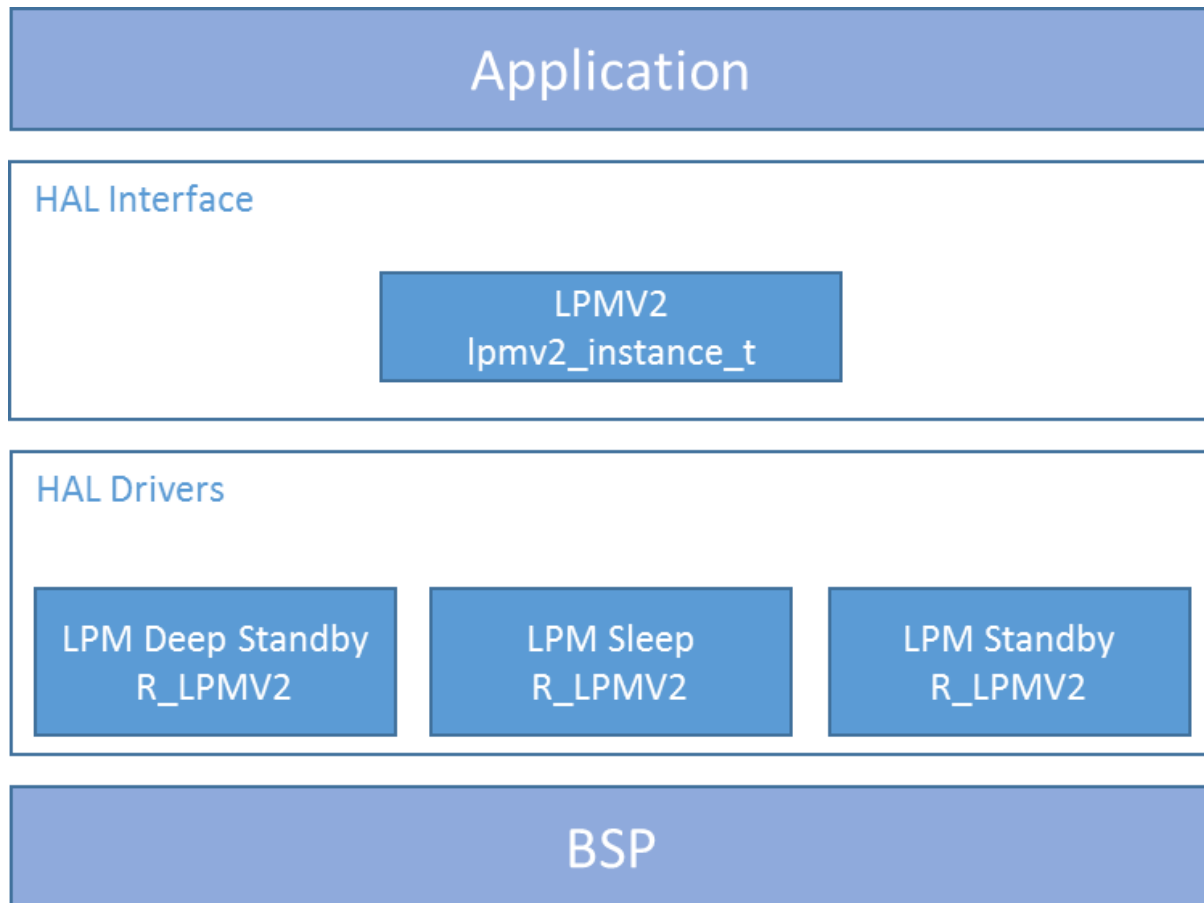 Application
HAL Interface
LPMV2
lpmv2_instance_t
HAL Drivers
LPM Deep Standby
R_LPMV2
LPM Sleep
R_LPMV2
LPM Standby
R_LPMV2
BSP